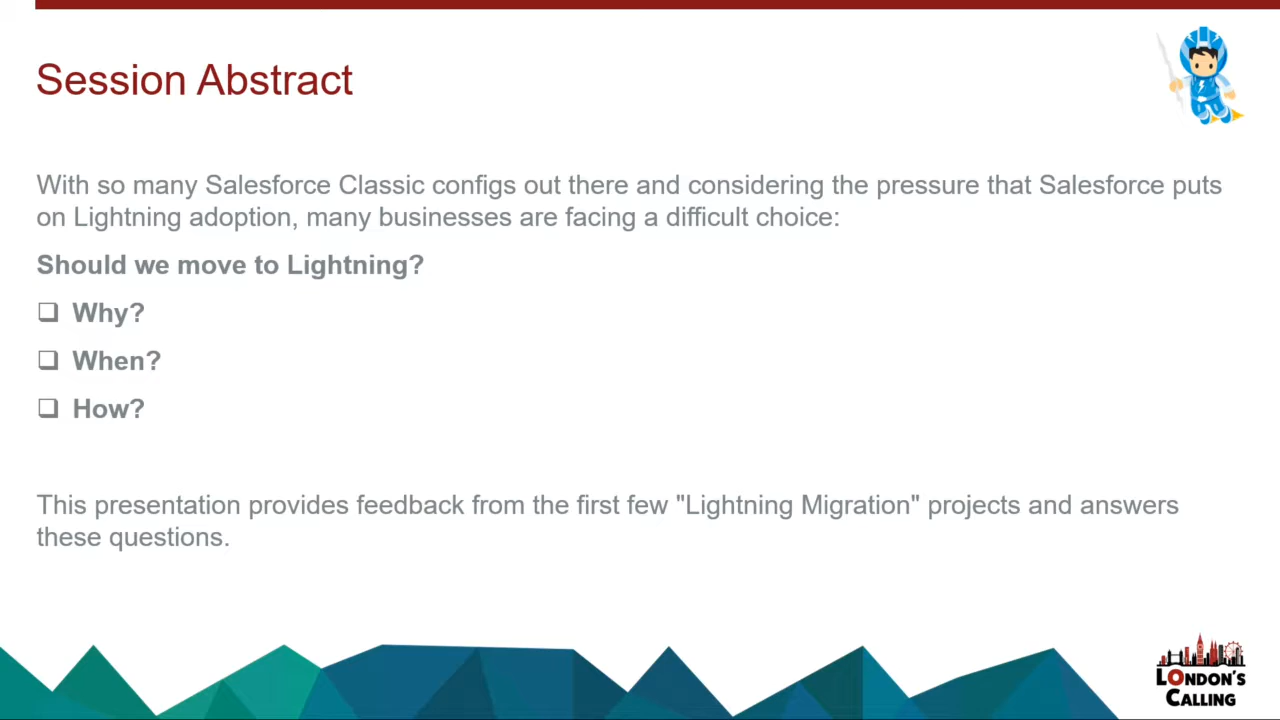 Session Abstract
With so many Salesforce Classic configs out there and considering the pressure that Salesforce puts
on Lightning adoption, many businesses are facing a difficult choice:
Should we move to Lightning?
❑ Why?
❑ When?
❑ How?
This presentation provides feedback from the first few "Lightning Migration" projects and answers
these questions.
LONDON'S
CALLING